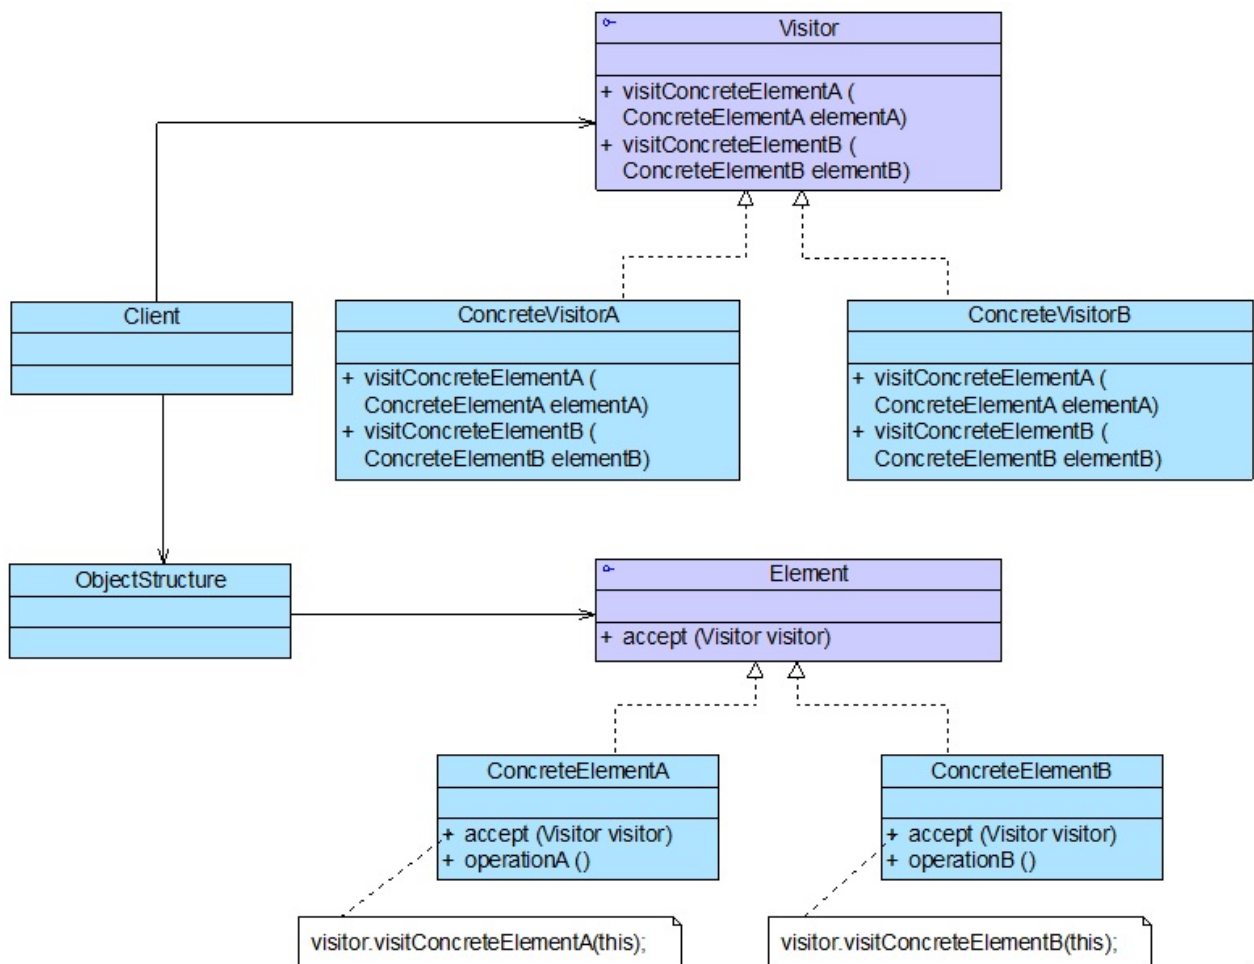 Visitor
+ visitConcreteElementA (
ConcreteElementA elementA)
+ visitConcreteElementB (
ConcreteElementB elementB)
Client
ConcreteVisitorA
+ visitConcreteElementA (
ConcreteElementA elementA)
+ visitConcreteElementB (
ConcreteElementB elementB)
ConcreteVisitorB
+ visitConcreteElementA (
ConcreteElementA elementA)
+ visitConcreteElementB (
ConcreteElementB elementB)
ObjectStructure
Element
+ accept (Visitor visitor)
ConcreteElementA
+ accept (Visitor visitor)
+ operationA ()
ConcreteElementB
+ accept (Visitor visitor)
+ operationB ()
visitor.visitConcreteElementA(this);
visitor.visitConcreteElementB(this);